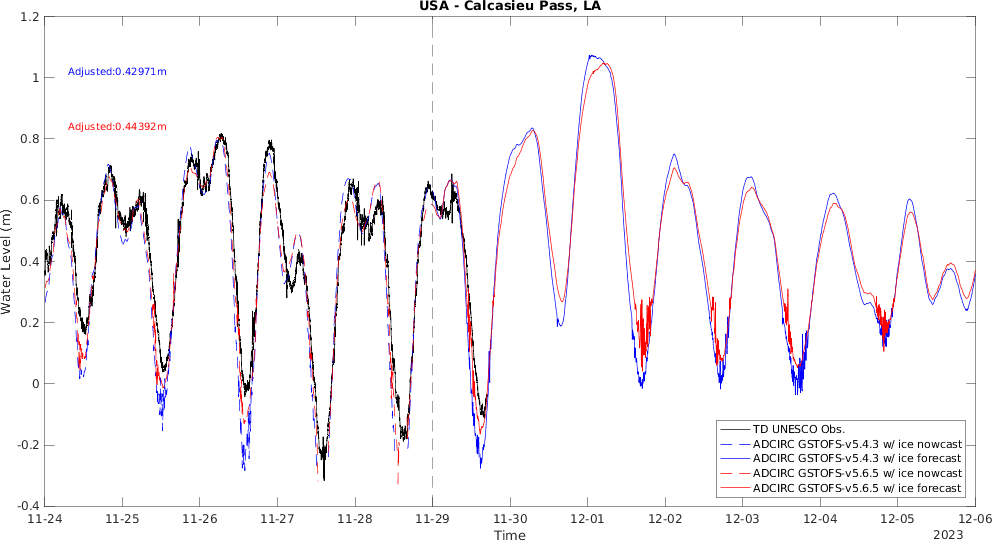 USA - Calcasieu Pass, LA
1.2
1
0.8
0.6
0.4
0.2
0
-0.2
-0.4
Water Level (m)
Adjusted:0.42971m
Adjusted:0.44392m
TD UNESCO Obs.
ADCIRC GSTOFS-v5.4.3 w/ ice nowcast
ADCIRC GSTOFS-v5.4.3 w/ ice forecast
ADCIRC GSTOFS-v5.6.5 w/ ice nowcast
ADCIRC GSTOFS-v5.6.5 w/ ice forecast
11-24 11-25 11-26 11-27 11-28 11-29 11-30 12-01 12-02 12-03 12-04 12-05 12-06
Time
2023